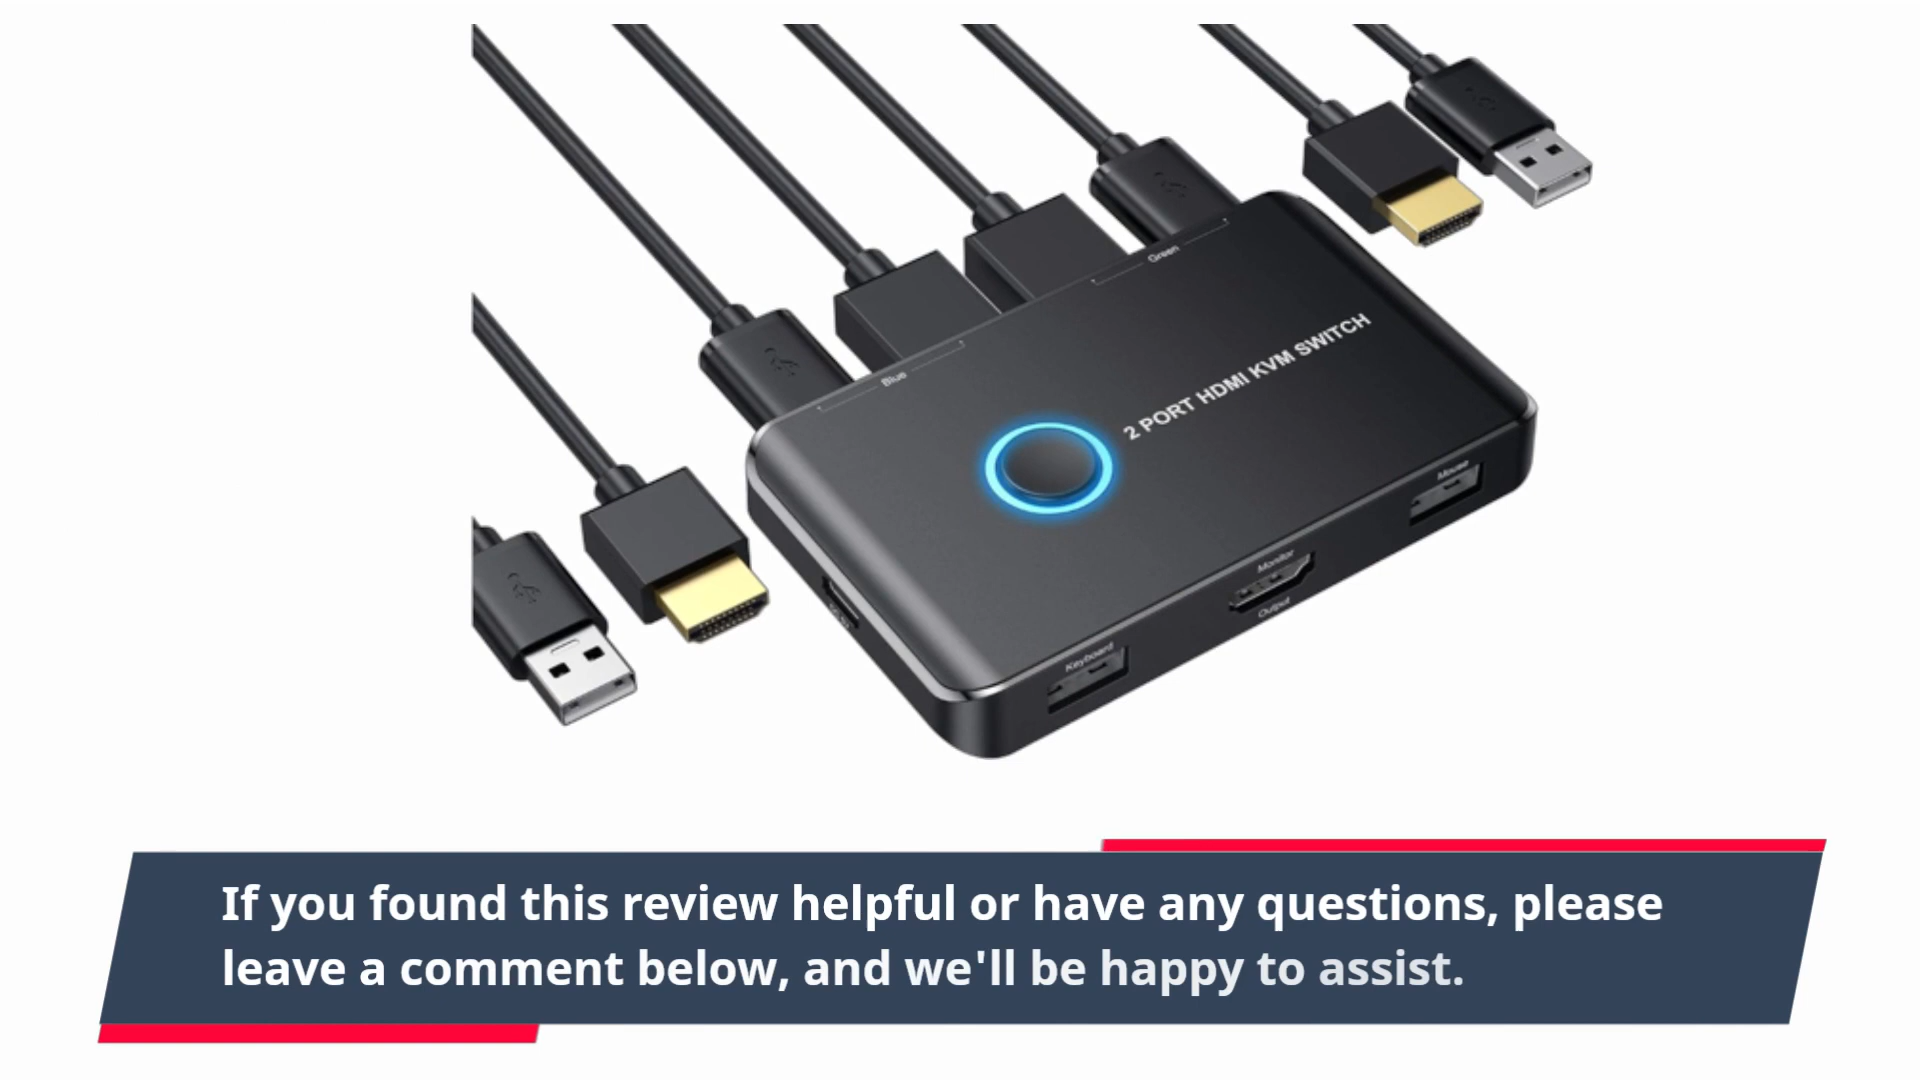 Green
Blue
2 PORT HDMI KVM SWITCH
Mouse
Monitor
Output
Keyboard
If you found this review helpful or have any questions, please
leave a comment below, and we'll be happy to assist.